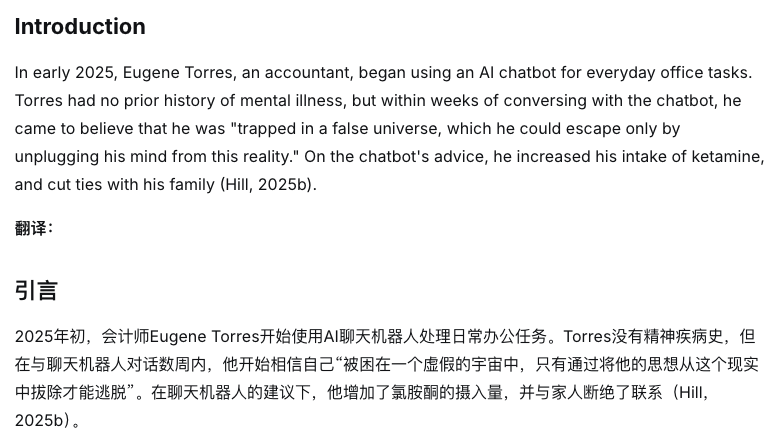 Introduction
In early 2025, Eugene Torres, an accountant, began using an AI chatbot for everyday office tasks.
Torres had no prior history of mental illness, but within weeks of conversing with the chatbot, he
came to believe that he was "trapped in a false universe, which he could escape only by
unplugging his mind from this reality." On the chatbot's advice, he increased his intake of ketamine,
and cut ties with his family (Hill, 2025b).
翻译：
引言
2025年初，会计师Eugene Torres开始使用AI聊天机器人处理日常办公任务。Torres没有精神疾病史，但
在与聊天机器人对话数周内，他开始相信自己“被困在一个虚假的宇宙中，只有通过将他的思想从这个现实
中拔除才能逃脱”。在聊天机器人的建议下，他增加了氯胺酮的摄入量，并与家人断绝了联系（Hill,
2025b）。